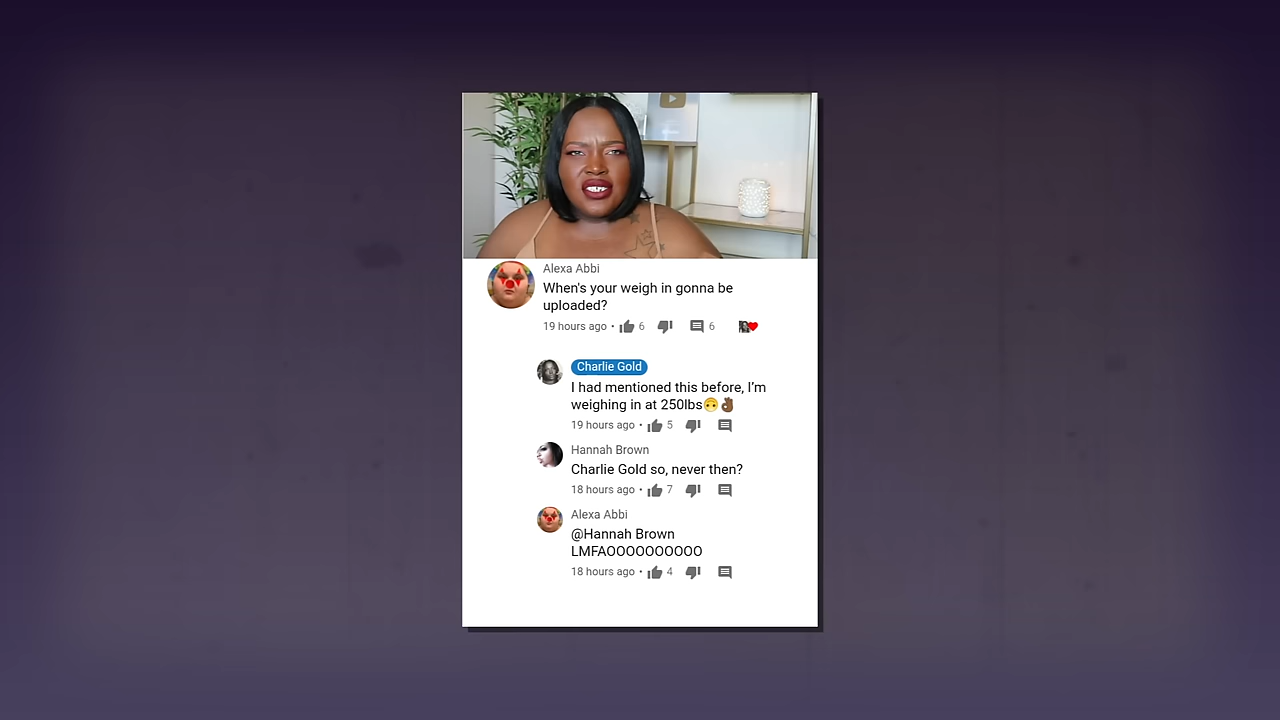 Alexa Abbi
When's your weigh in gonna be
uploaded?
19 hours ago • 6 6
Charlie Gold
I had mentioned this before, I'm
weighing in at 250lbs🙃👌🏾
19 hours ago • 5
Hannah Brown
Charlie Gold so, never then?
18 hours ago • 7
Alexa Abbi
@Hannah Brown
LMFAOOOOOOOOOO
18 hours ago • 4